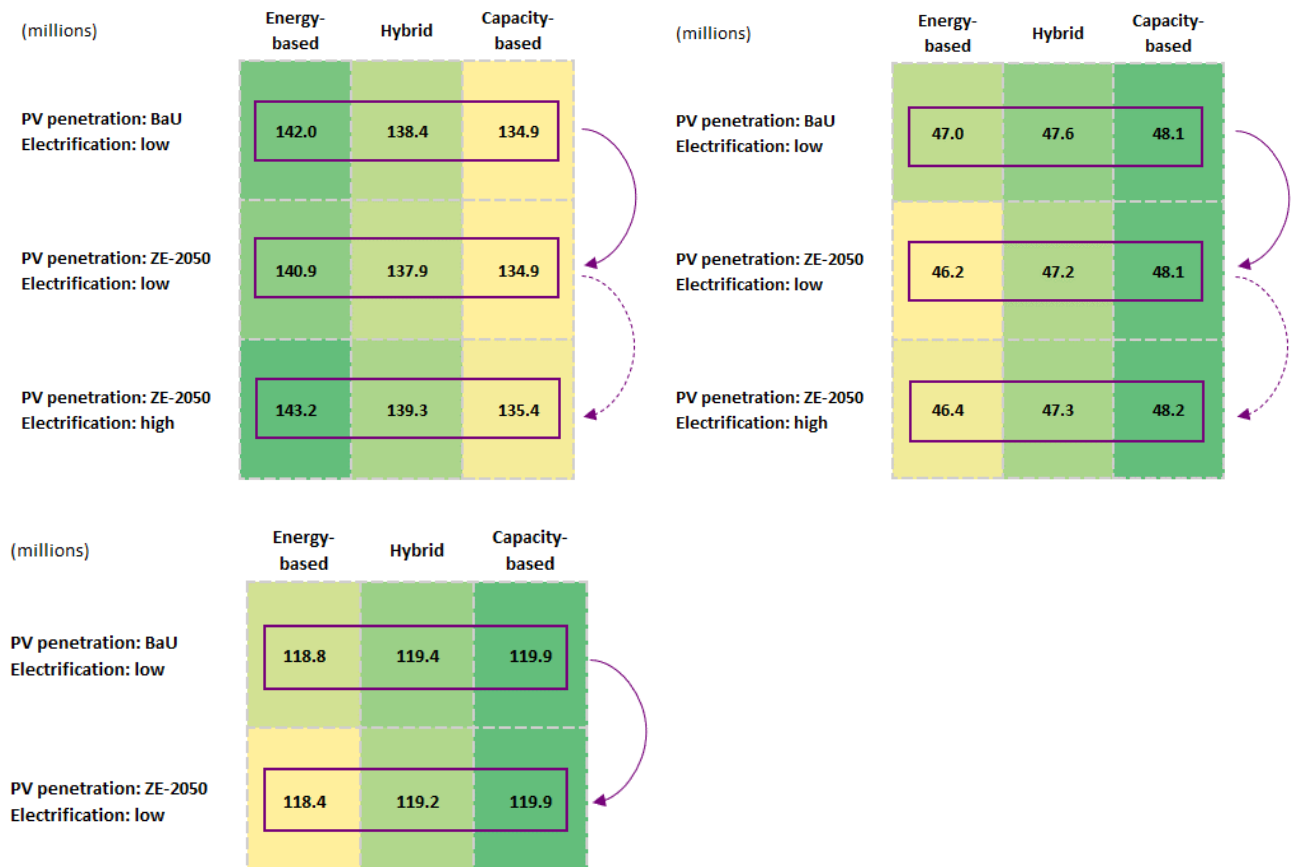 (millions)
Energy-
based
Hybrid
Capacity-
based
PV penetration: BaU
Electrification: low
142.0
138.4
134.9
PV penetration: ZE-2050
Electrification: low
140.9
137.9
134.9
PV penetration: ZE-2050
Electrification: high
143.2
139.3
135.4
(millions)
Energy-
based
Hybrid
Capacity-
based
PV penetration: BaU
Electrification: low
47.0
47.6
48.1
PV penetration: ZE-2050
Electrification: low
46.2
47.2
48.1
PV penetration: ZE-2050
Electrification: high
46.4
47.3
48.2
(millions)
Energy-
based
Hybrid
Capacity-
based
PV penetration: BaU
Electrification: low
118.8
119.4
119.9
PV penetration: ZE-2050
Electrification: low
118.4
119.2
119.9